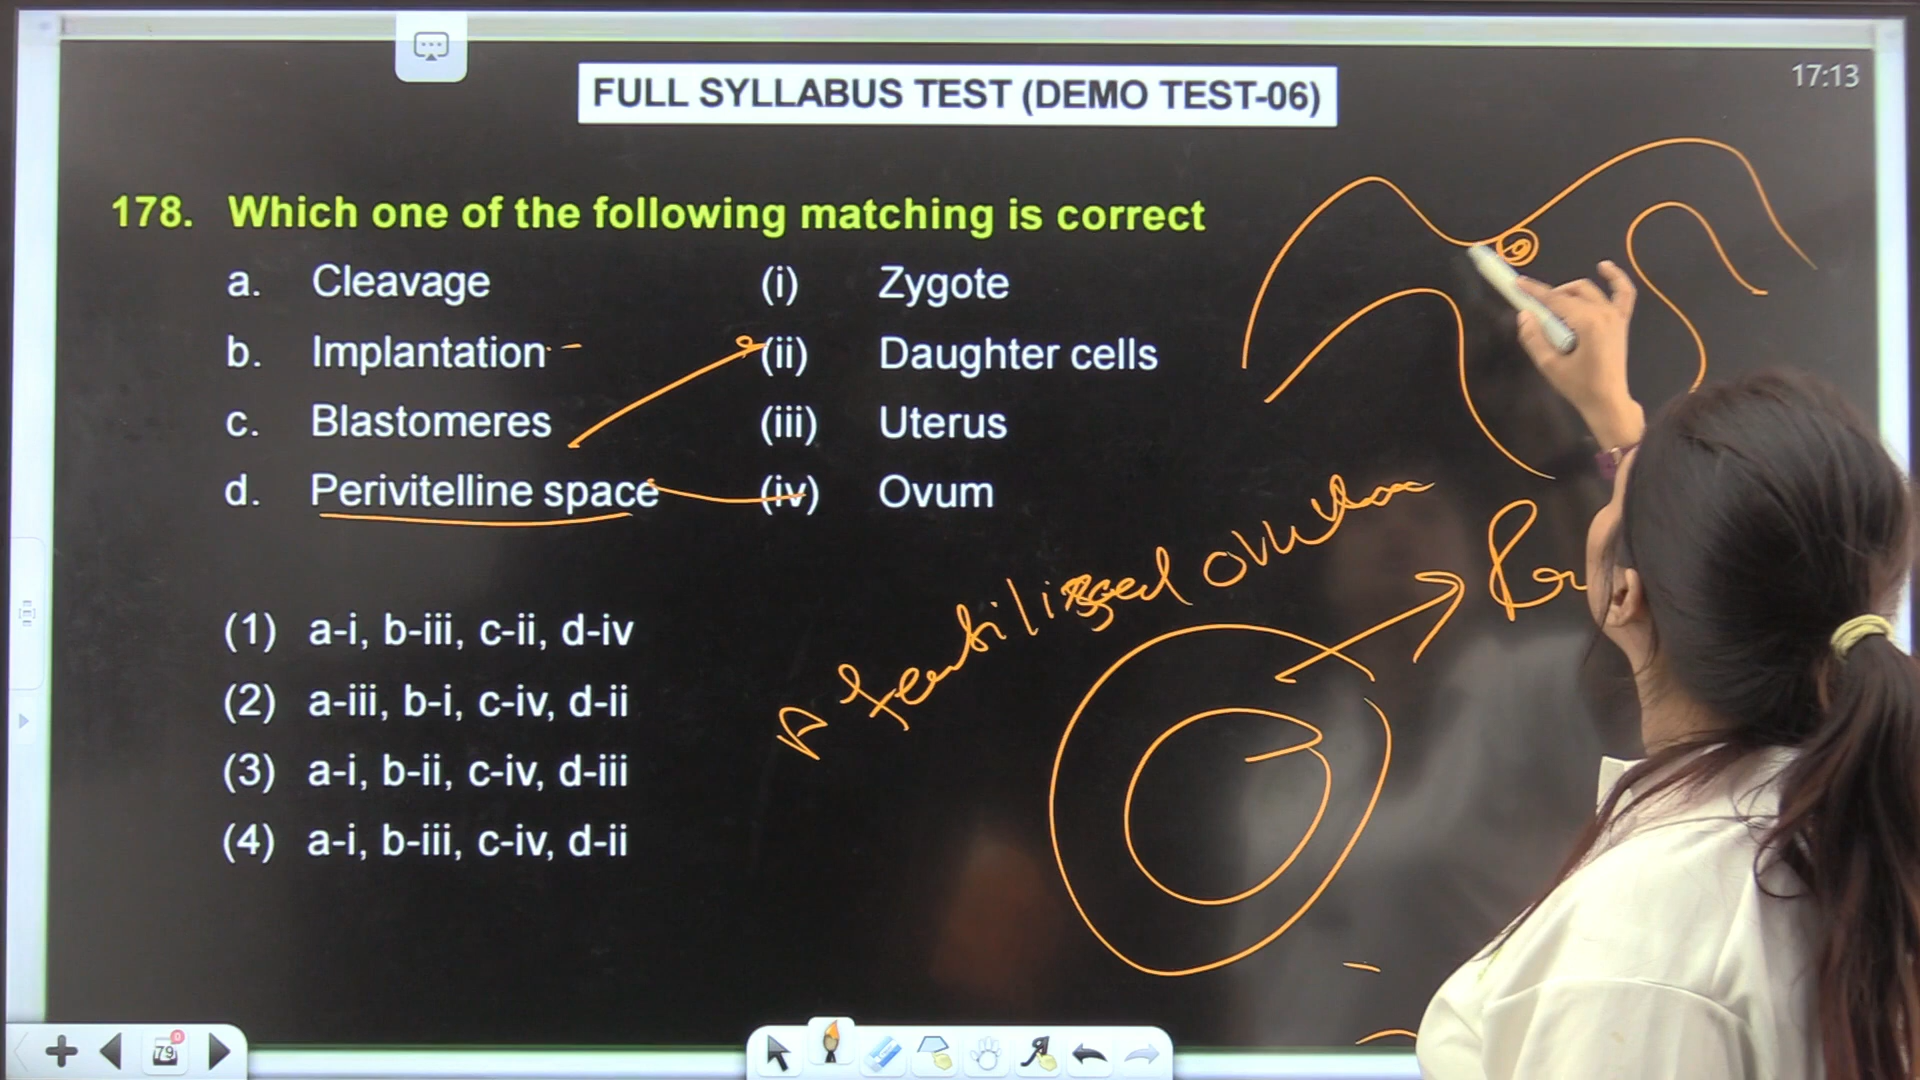 17:13
FULL SYLLABUS TEST (DEMO TEST-06)
178. Which one of the following matching is correct
a. Cleavage (i) Zygote
b. Implantation (ii) Daughter cells
c. Blastomeres (iii) Uterus
d. Perivitelline space (iv) Ovum
(1) a-i, b-iii, c-ii, d-iv
(2) a-iii, b-i, c-iv, d-ii
(3) a-i, b-ii, c-iv, d-iii
(4) a-i, b-iii, c-iv, d-ii
79
0